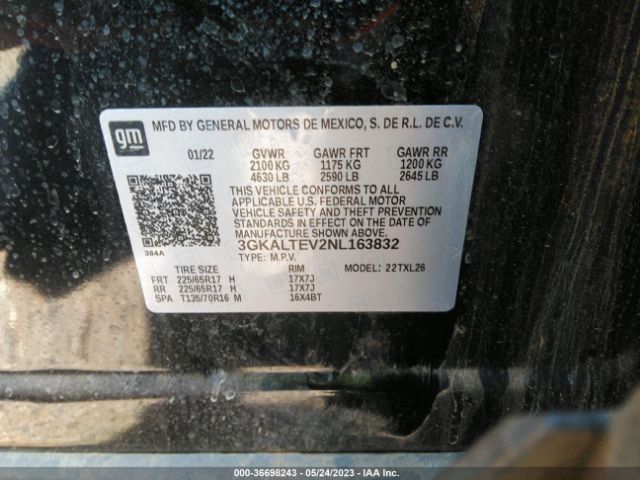 gm
MFD BY GENERAL MOTORS DE MEXICO, S. DE R.L. DE C.V.
01/22 GVWR GAWR FRT GAWR RR
2100 KG 1175 KG 1200 KG
4630 LB 2590 LB 2645 LB
THIS VEHICLE CONFORMS TO ALL
APPLICABLE U.S. FEDERAL MOTOR
VEHICLE SAFETY AND THEFT PREVENTION
STANDARDS IN EFFECT ON THE DATE OF
MANUFACTURE SHOWN ABOVE.
3GKALTEV2NL163832
384A TYPE: M.P.V.
TIRE SIZE RIM MODEL: 22TXL26
FRT 225/65R17 H 17X7J
RR 225/65R17 H 17X7J
SPA T135/70R16 M 16X4BT
000-36698243 - 05/24/2023 - IAA Inc.